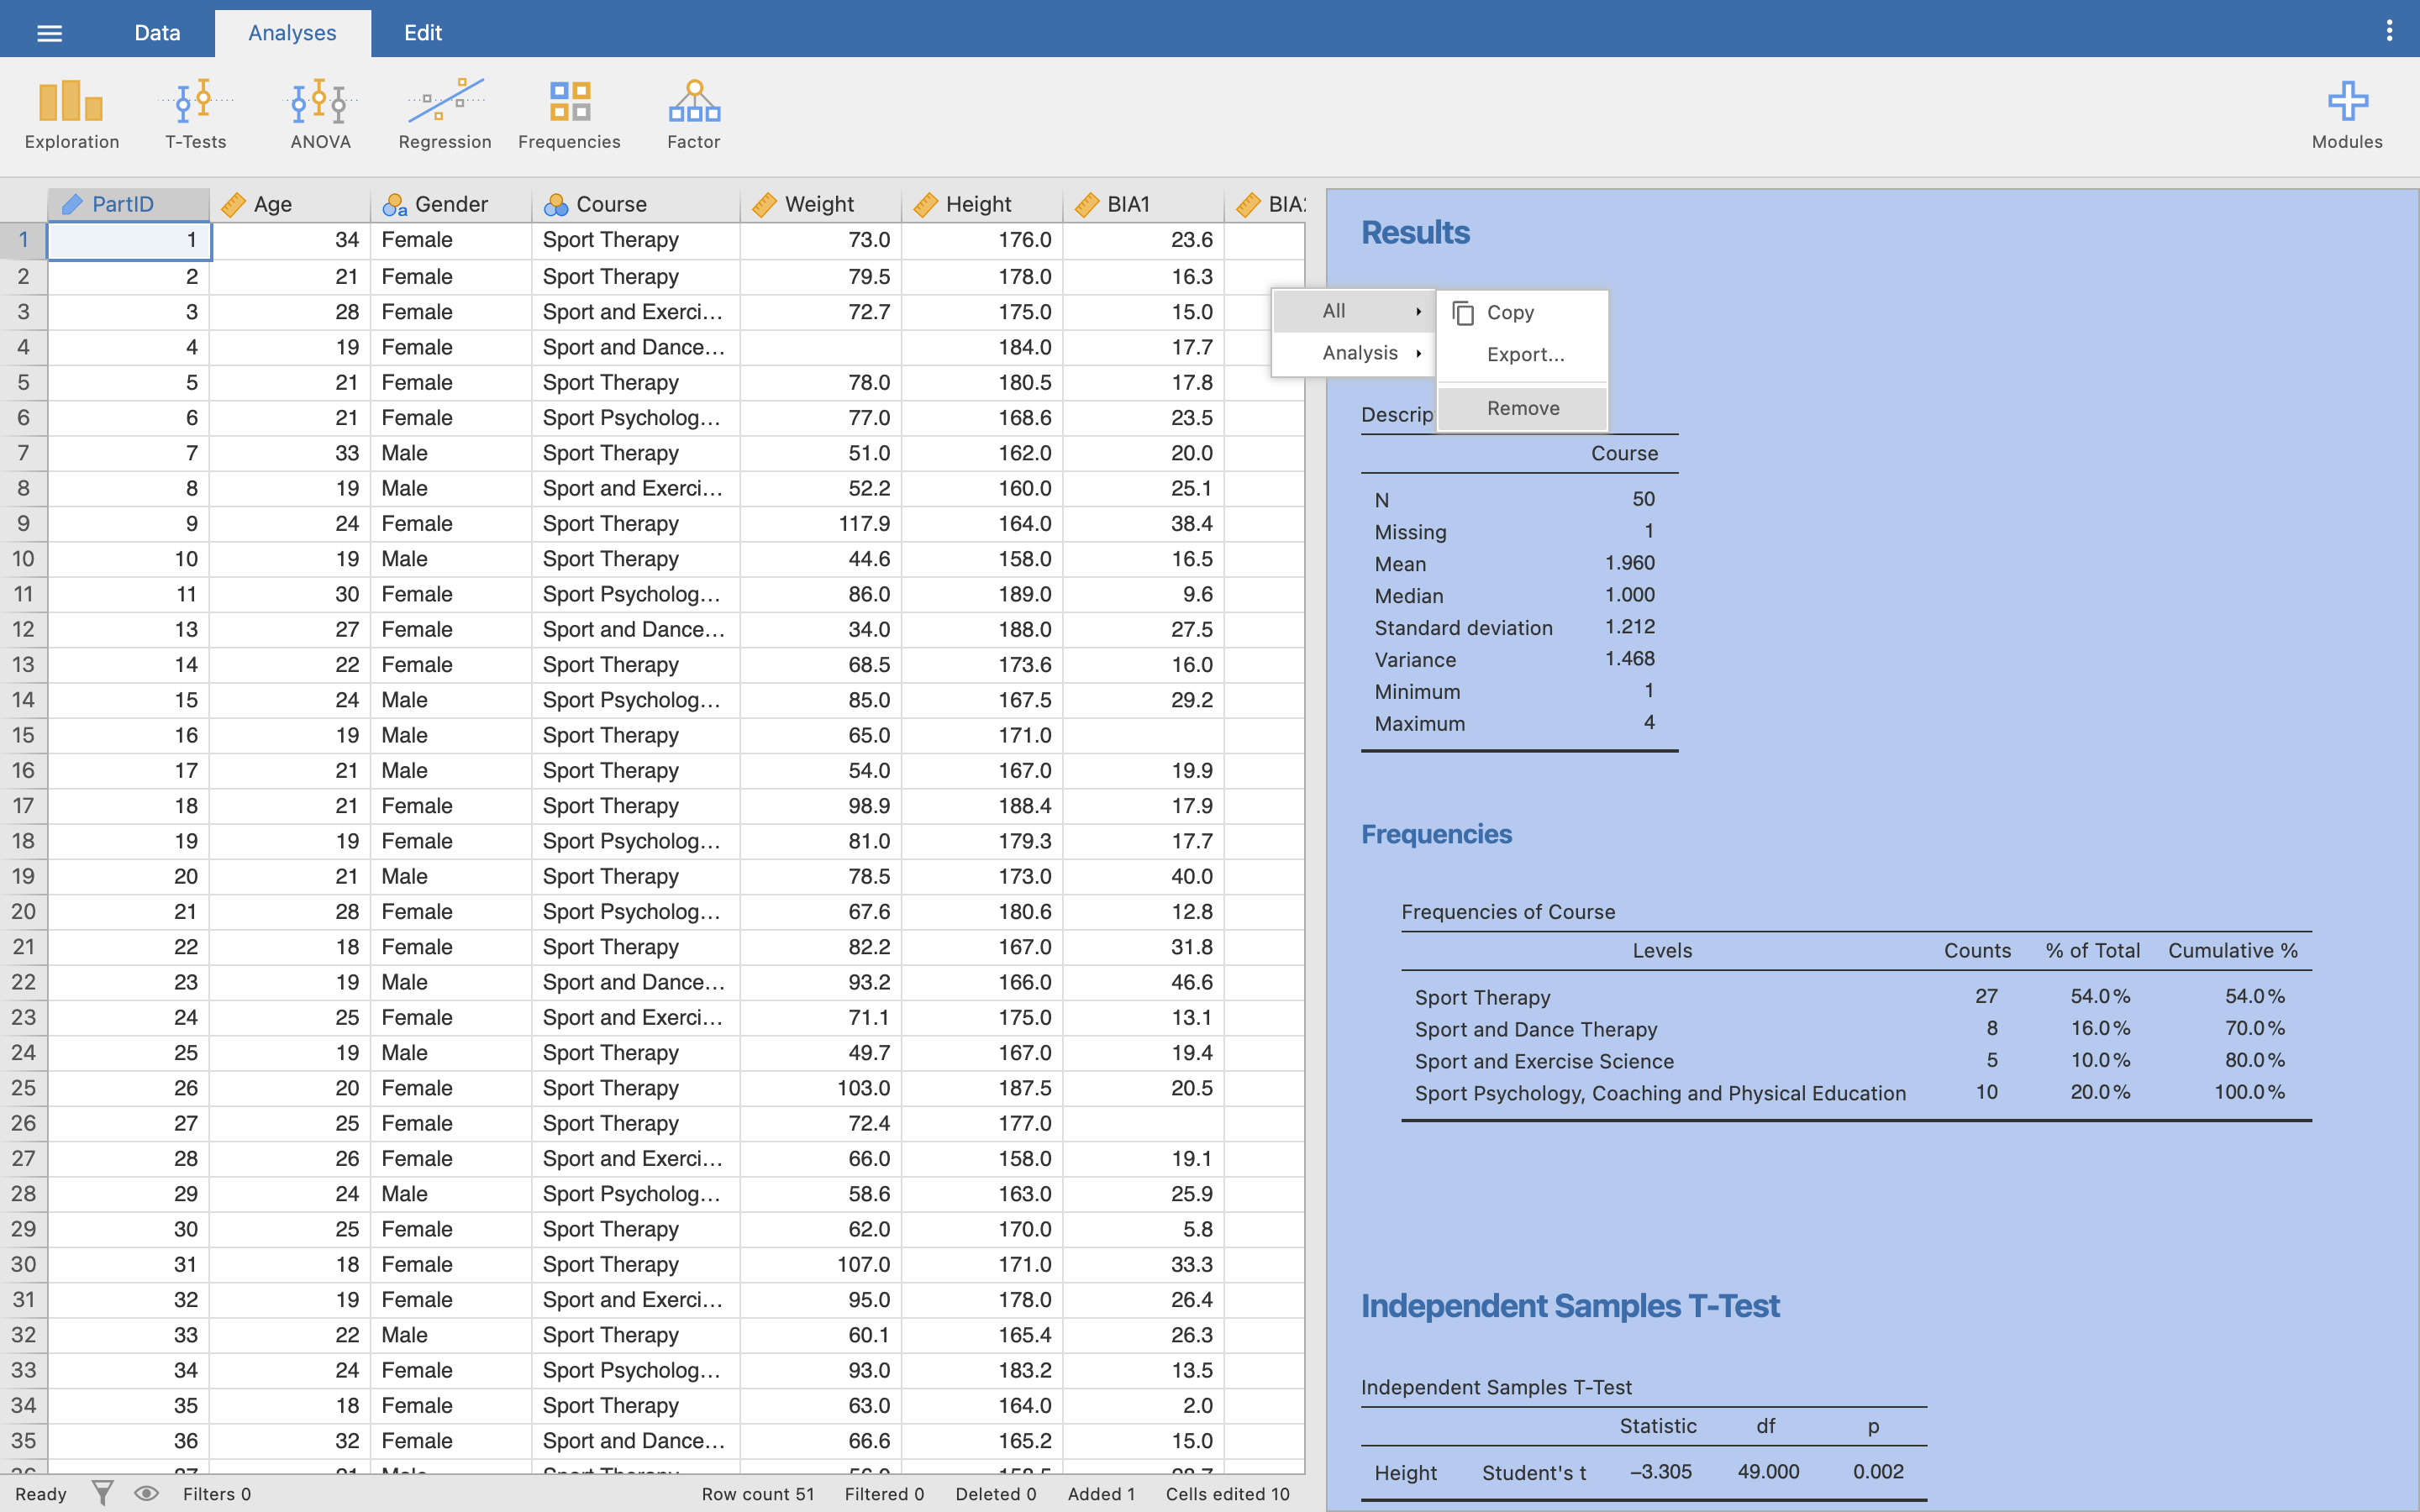 Data Analyses Edit
Exploration T-Tests ANOVA Regression Frequencies Factor Modules
PartID Age Gender Course Weight Height BIA1
1 1 34 Female Sport Therapy 73.0 176.0 23.6
2 2 21 Female Sport Therapy 79.5 178.0 16.3
3 3 28 Female Sport and Exerci... 72.7 175.0 15.0
4 4 19 Female Sport and Dance... 184.0 17.7
5 5 21 Female Sport Therapy 78.0 180.5 17.8
6 6 21 Female Sport Psycholog... 77.0 168.6 23.5
7 7 33 Male Sport Therapy 51.0 162.0 20.0
8 8 19 Male Sport and Exerci... 52.2 160.0 25.1
9 9 24 Female Sport Therapy 117.9 164.0 38.4
10 10 19 Male Sport Therapy 44.6 158.0 16.5
11 11 30 Female Sport Psycholog... 86.0 189.0 9.6
12 13 27 Female Sport and Dance... 34.0 188.0 27.5
13 14 22 Female Sport Therapy 68.5 173.6 16.0
14 15 24 Male Sport Psycholog... 85.0 167.5 29.2
15 16 19 Male Sport Therapy 65.0 171.0
16 17 21 Male Sport Therapy 54.0 167.0 19.9
17 18 21 Female Sport Therapy 98.9 188.4 17.9
18 19 19 Female Sport Psycholog... 81.0 179.3 17.7
19 20 21 Male Sport Therapy 78.5 173.0 40.0
20 21 28 Female Sport Psycholog... 67.6 180.6 12.8
21 22 18 Female Sport Therapy 82.2 167.0 31.8
22 23 19 Male Sport and Dance... 93.2 166.0 46.6
23 24 25 Female Sport and Exerci... 71.1 175.0 13.1
24 25 19 Male Sport Therapy 49.7 167.0 19.4
25 26 20 Female Sport Therapy 103.0 187.5 20.5
26 27 25 Female Sport Therapy 72.4 177.0
27 28 26 Female Sport and Exerci... 66.0 158.0 19.1
28 29 24 Male Sport Psycholog... 58.6 163.0 25.9
29 30 25 Female Sport Therapy 62.0 170.0 5.8
30 31 18 Female Sport Therapy 107.0 171.0 33.3
31 32 19 Female Sport and Exerci... 95.0 178.0 26.4
32 33 22 Male Sport Therapy 60.1 165.4 26.3
33 34 24 Female Sport Psycholog... 93.0 183.2 13.5
34 35 18 Female Sport Therapy 63.0 164.0 2.0
35 36 32 Female Sport and Dance... 66.6 165.2 15.0
Ready Filters 0 Row count 51 Filtered 0 Deleted 0 Added 1 Cells edited 10
Results
All
Analysis
Copy
Export...
Remove
Descrip
Course
N 50
Missing 1
Mean 1.960
Median 1.000
Standard deviation 1.212
Variance 1.468
Minimum 1
Maximum 4
Frequencies
Frequencies of Course
Levels Counts % of Total Cumulative %
Sport Therapy 27 54.0% 54.0%
Sport and Dance Therapy 8 16.0% 70.0%
Sport and Exercise Science 5 10.0% 80.0%
Sport Psychology, Coaching and Physical Education 10 20.0% 100.0%
Independent Samples T-Test
Independent Samples T-Test
Statistic df p
Height Student's t −3.305 49.000 0.002